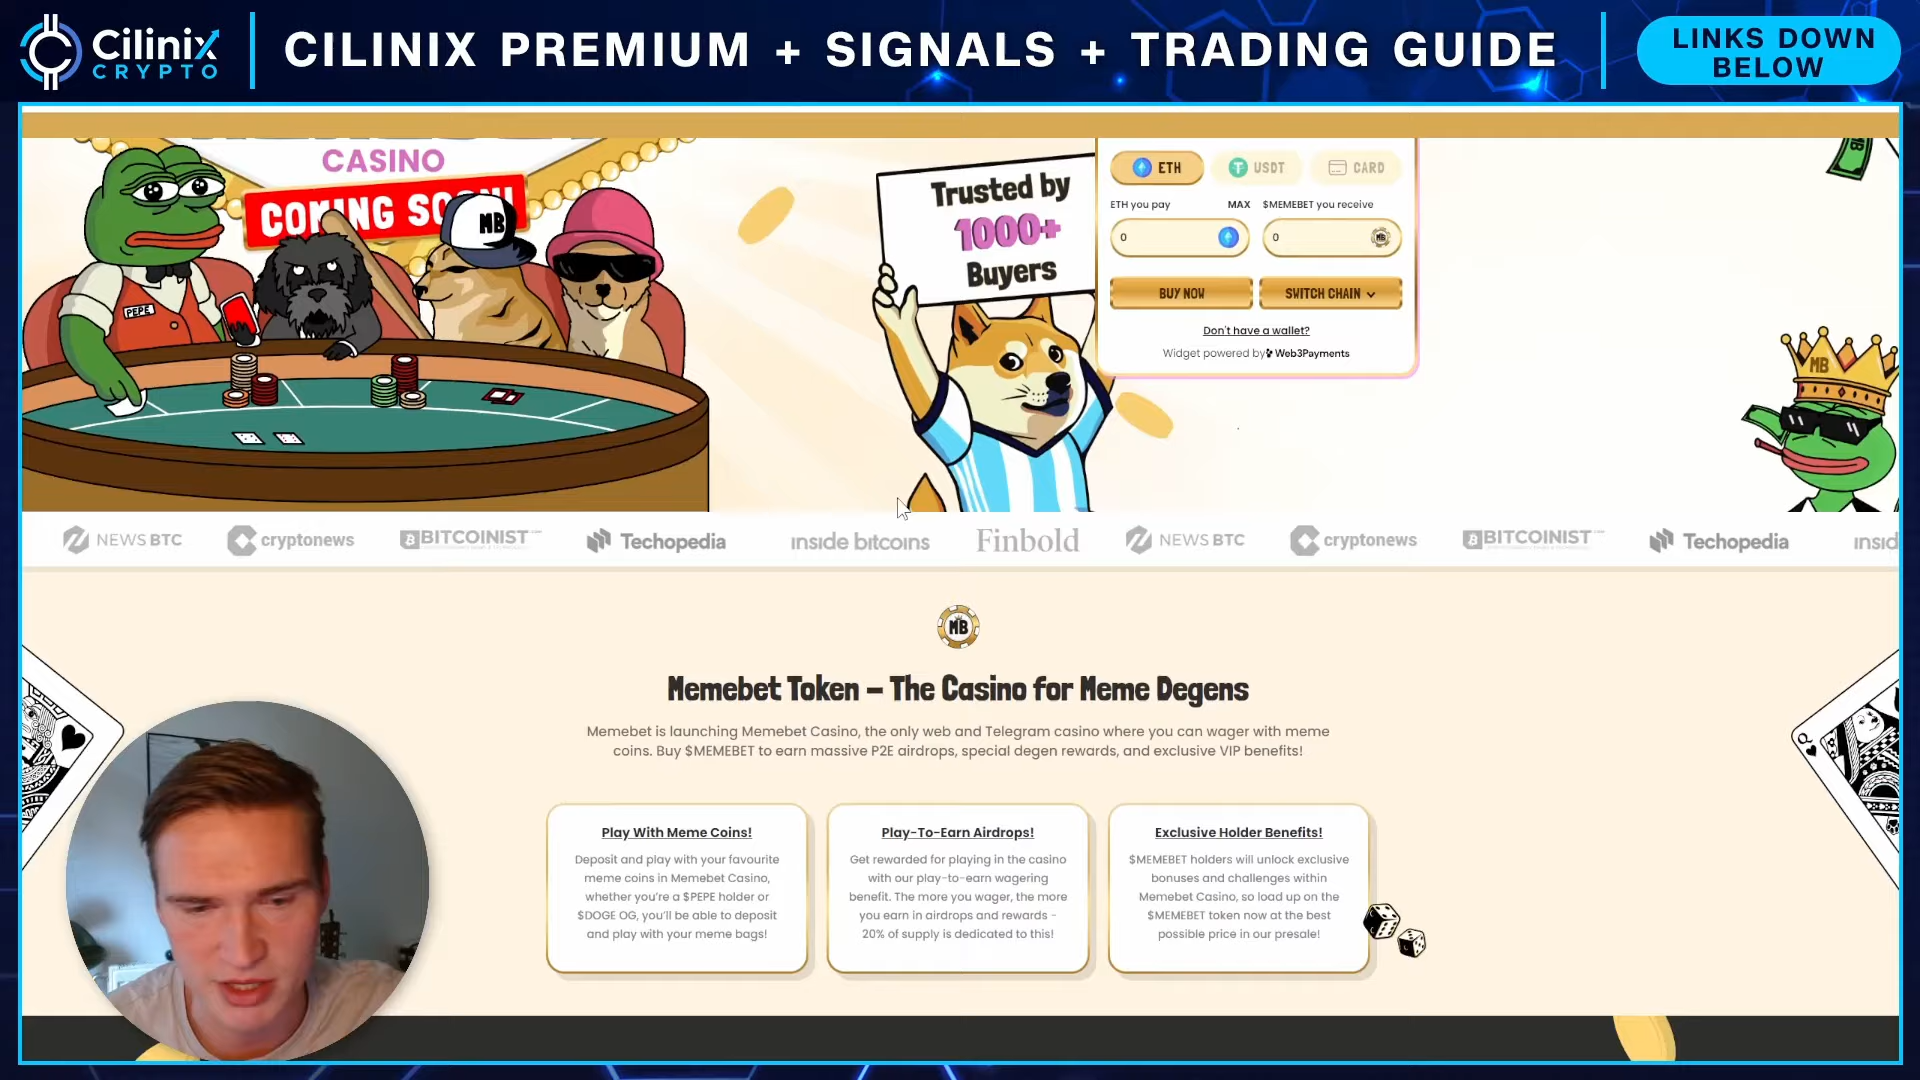 Cilinix
CRYPTO
CILINIX PREMIUM + SIGNALS + TRADING GUIDE
LINKS DOWN
BELOW
CASINO
PEPE
MB
Trusted by
1000+
Buyers
ETH
USDT
CARD
ETH you pay
MAX
$MEMEBET you receive
0
0
MB
BUY NOW
SWITCH CHAIN
Don't have a wallet?
Widget powered by Web3Payments
MB
NEWS BTC
cryptonews
BITCOINIST
Techopedia
inside bitcoins
Finbold
NEWS BTC
cryptonews
BITCOINIST
Techopedia
insid
MB
Memebet Token – The Casino for Meme Degens
Memebet is launching Memebet Casino, the only web and Telegram casino where you can wager with meme
coins. Buy $MEMEBET to earn massive P2E airdrops, special degen rewards, and exclusive VIP benefits!
Play With Meme Coins!
Deposit and play with your favourite
meme coins in Memebet Casino,
whether you're a $PEPE holder or
$DOGE OG, you'll be able to deposit
and play with your meme bags!
Play-To-Earn Airdrops!
Get rewarded for playing in the casino
with our play-to-earn wagering
benefit. The more you wager, the more
you earn in airdrops and rewards -
20% of supply is dedicated to this!
Exclusive Holder Benefits!
$MEMEBET holders will unlock exclusive
bonuses and challenges within
Memebet Casino, so load up on the
$MEMEBET token now at the best
possible price in our presale!
Q